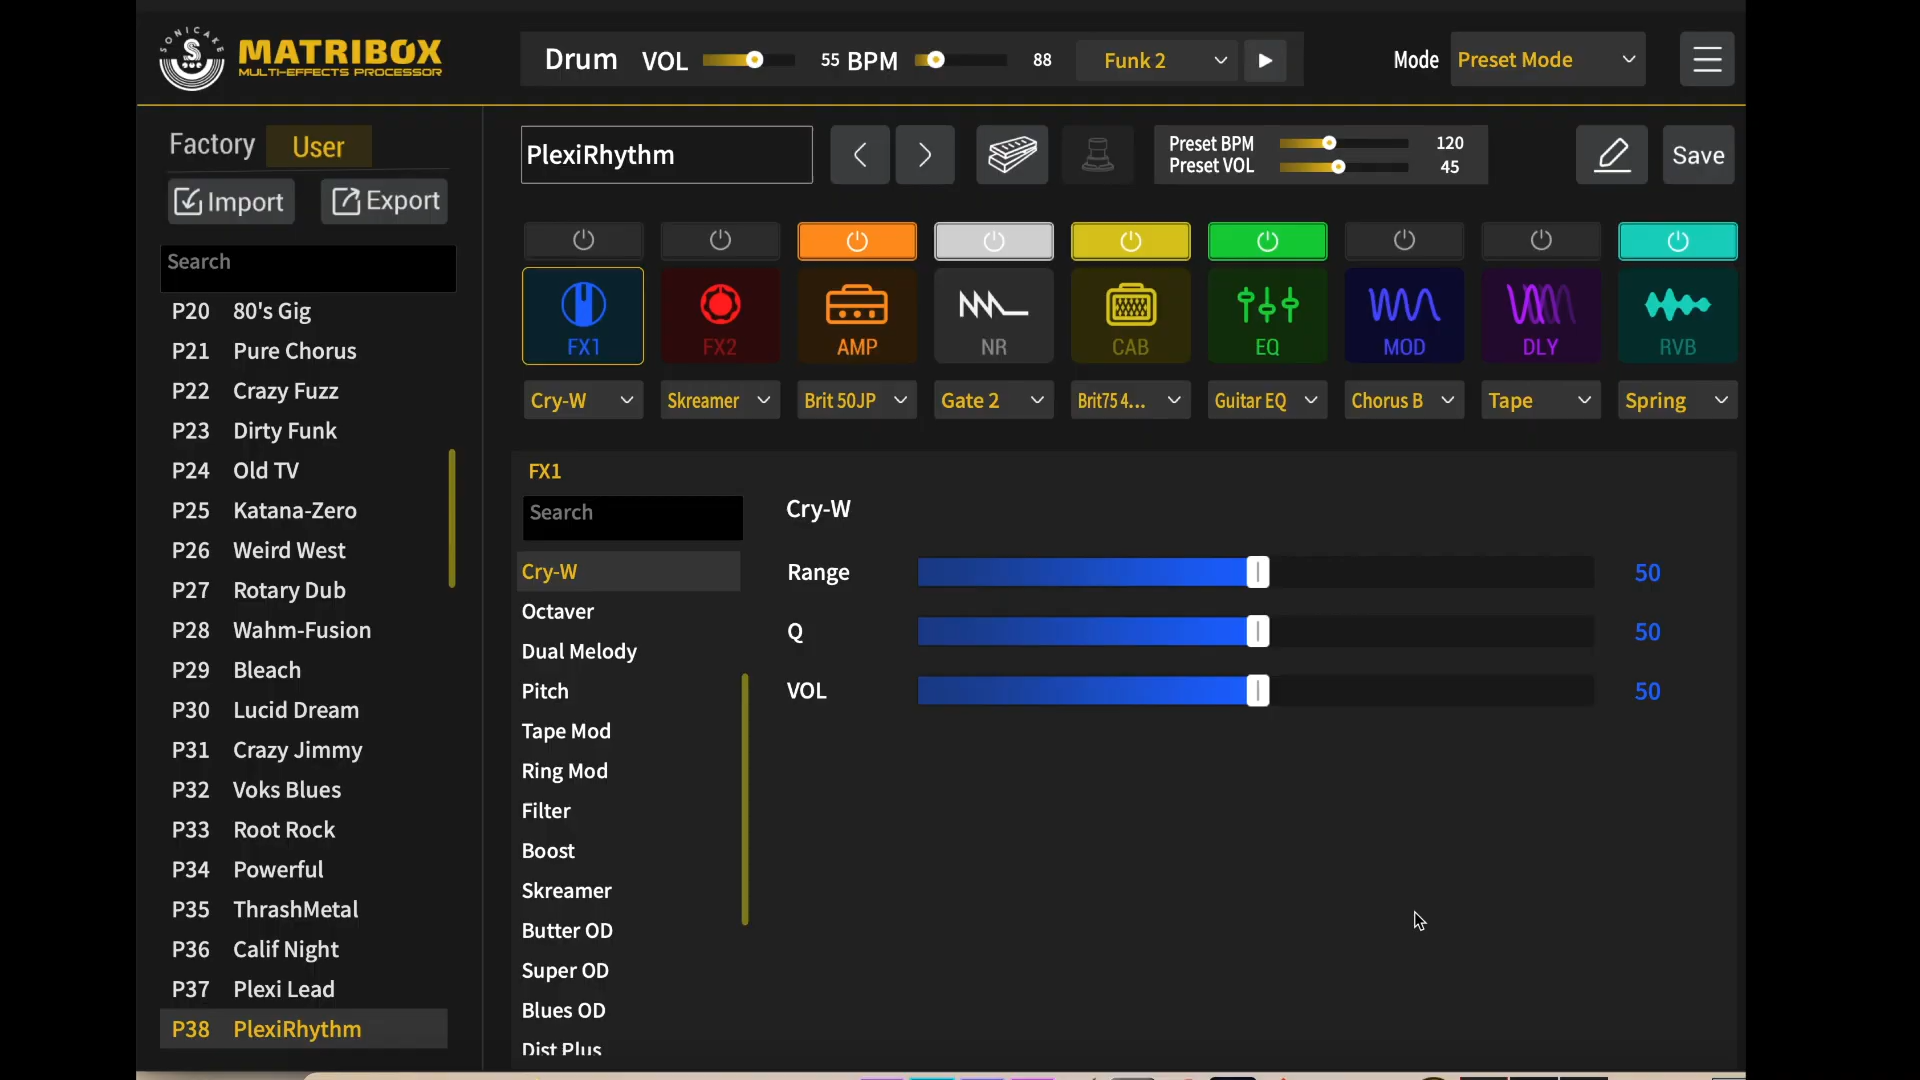 SONICAKE
MATRIBOX
MULTI-EFFECTS PROCESSOR
Drum VOL 55 BPM 88 Funk 2
Mode Preset Mode
Factory User
Import Export
Search
P20 80's Gig
P21 Pure Chorus
P22 Crazy Fuzz
P23 Dirty Funk
P24 Old TV
P25 Katana-Zero
P26 Weird West
P27 Rotary Dub
P28 Wahm-Fusion
P29 Bleach
P30 Lucid Dream
P31 Crazy Jimmy
P32 Voks Blues
P33 Root Rock
P34 Powerful
P35 ThrashMetal
P36 Calif Night
P37 Plexi Lead
P38 PlexiRhythm
PlexiRhythm
Preset BPM 120
Preset VOL 45
Save
FX1 FX2 AMP NR CAB EQ MOD DLY RVB
Cry-W Skreamer Brit 50JP Gate 2 Brit75 4... Guitar EQ Chorus B Tape Spring
FX1
Search
Cry-W
Octaver
Dual Melody
Pitch
Tape Mod
Ring Mod
Filter
Boost
Skreamer
Butter OD
Super OD
Blues OD
Dist Plus
Cry-W
Range 50
Q 50
VOL 50